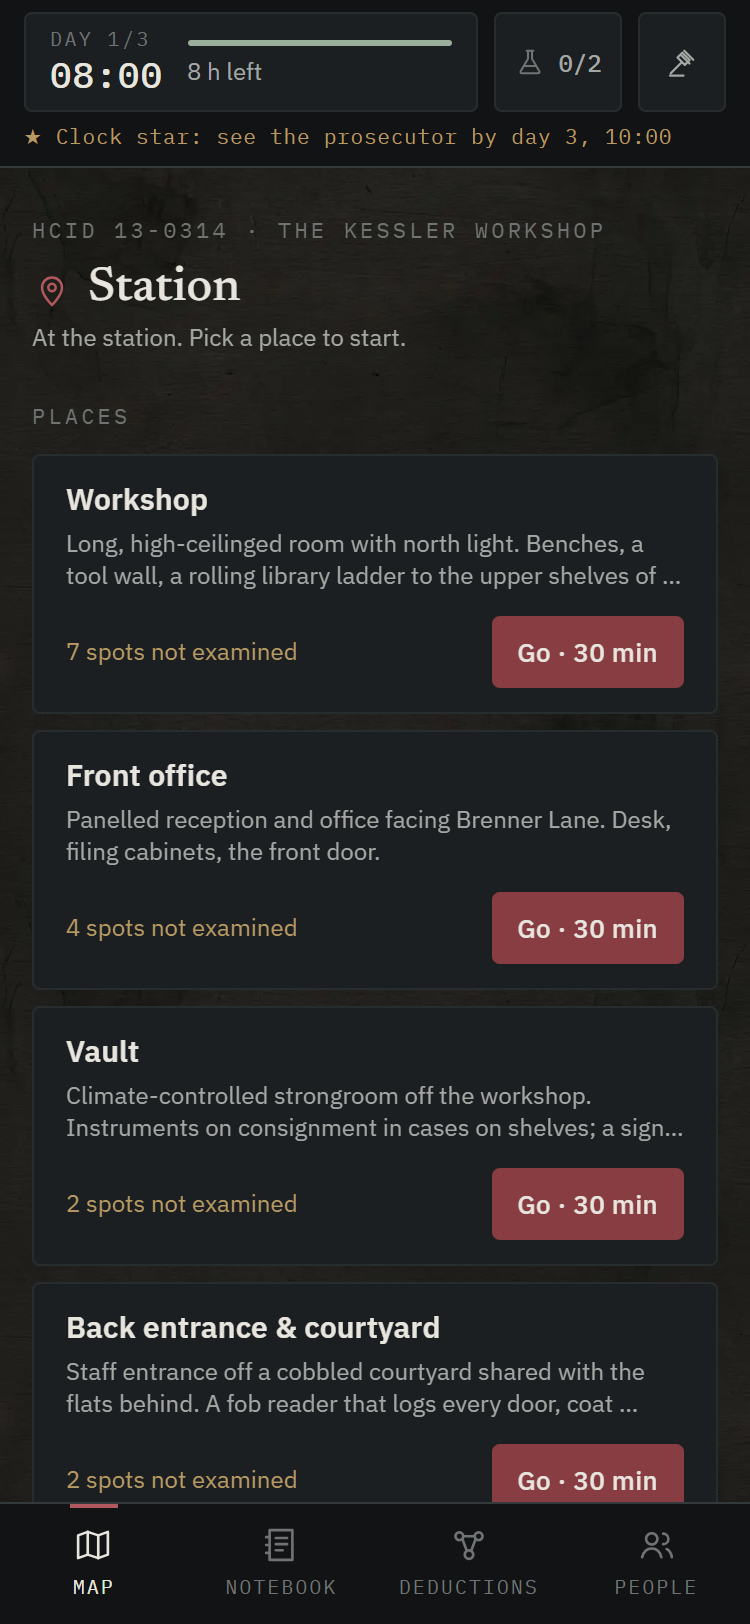 DAY 1/3
08:00
8 h left
0/2
★ Clock star: see the prosecutor by day 3, 10:00
HCID 13-0314 · THE KESSLER WORKSHOP
Station
At the station. Pick a place to start.
PLACES
Workshop
Long, high-ceilinged room with north light. Benches, a
tool wall, a rolling library ladder to the upper shelves of ...
7 spots not examined
Go · 30 min
Front office
Panelled reception and office facing Brenner Lane. Desk,
filing cabinets, the front door.
4 spots not examined
Go · 30 min
Vault
Climate-controlled strongroom off the workshop.
Instruments on consignment in cases on shelves; a sign...
2 spots not examined
Go · 30 min
Back entrance & courtyard
Staff entrance off a cobbled courtyard shared with the
flats behind. A fob reader that logs every door, coat ...
2 spots not examined
Go · 30 min
MAP
NOTEBOOK
DEDUCTIONS
PEOPLE